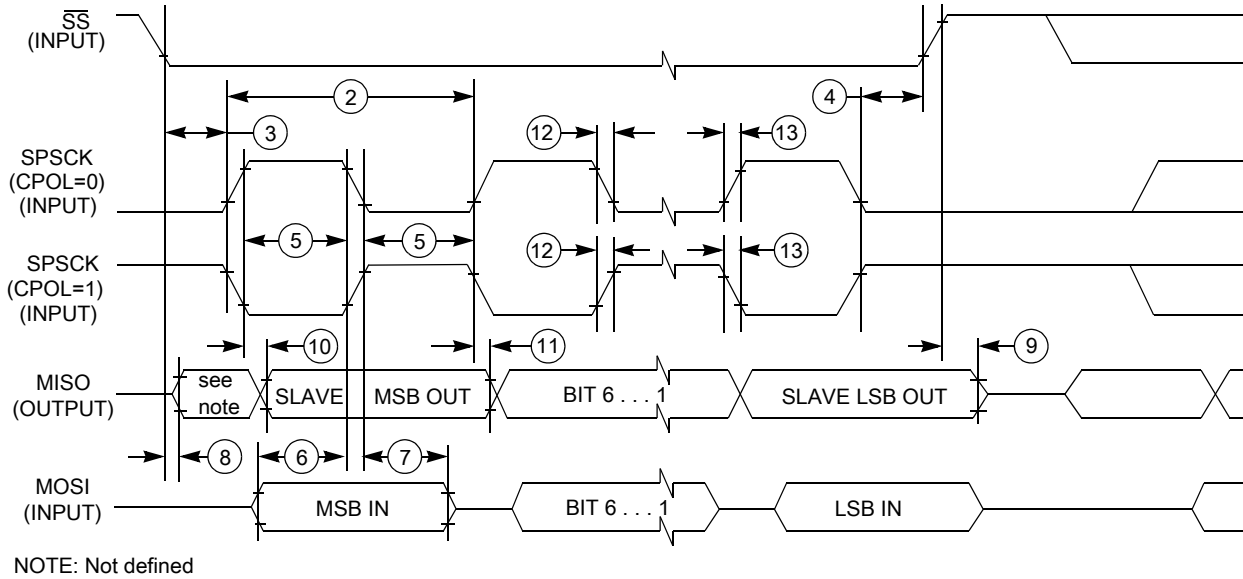 SS
(INPUT)
2
4
3
12
13
SPSCK
(CPOL=0)
(INPUT)
5
5
SPSCK
(CPOL=1)
(INPUT)
12
13
10
11
9
MISO
(OUTPUT)
see
note
SLAVE
MSB OUT
BIT 6 . . . 1
SLAVE LSB OUT
8
6
7
MOSI
(INPUT)
MSB IN
BIT 6 . . . 1
LSB IN
NOTE: Not defined